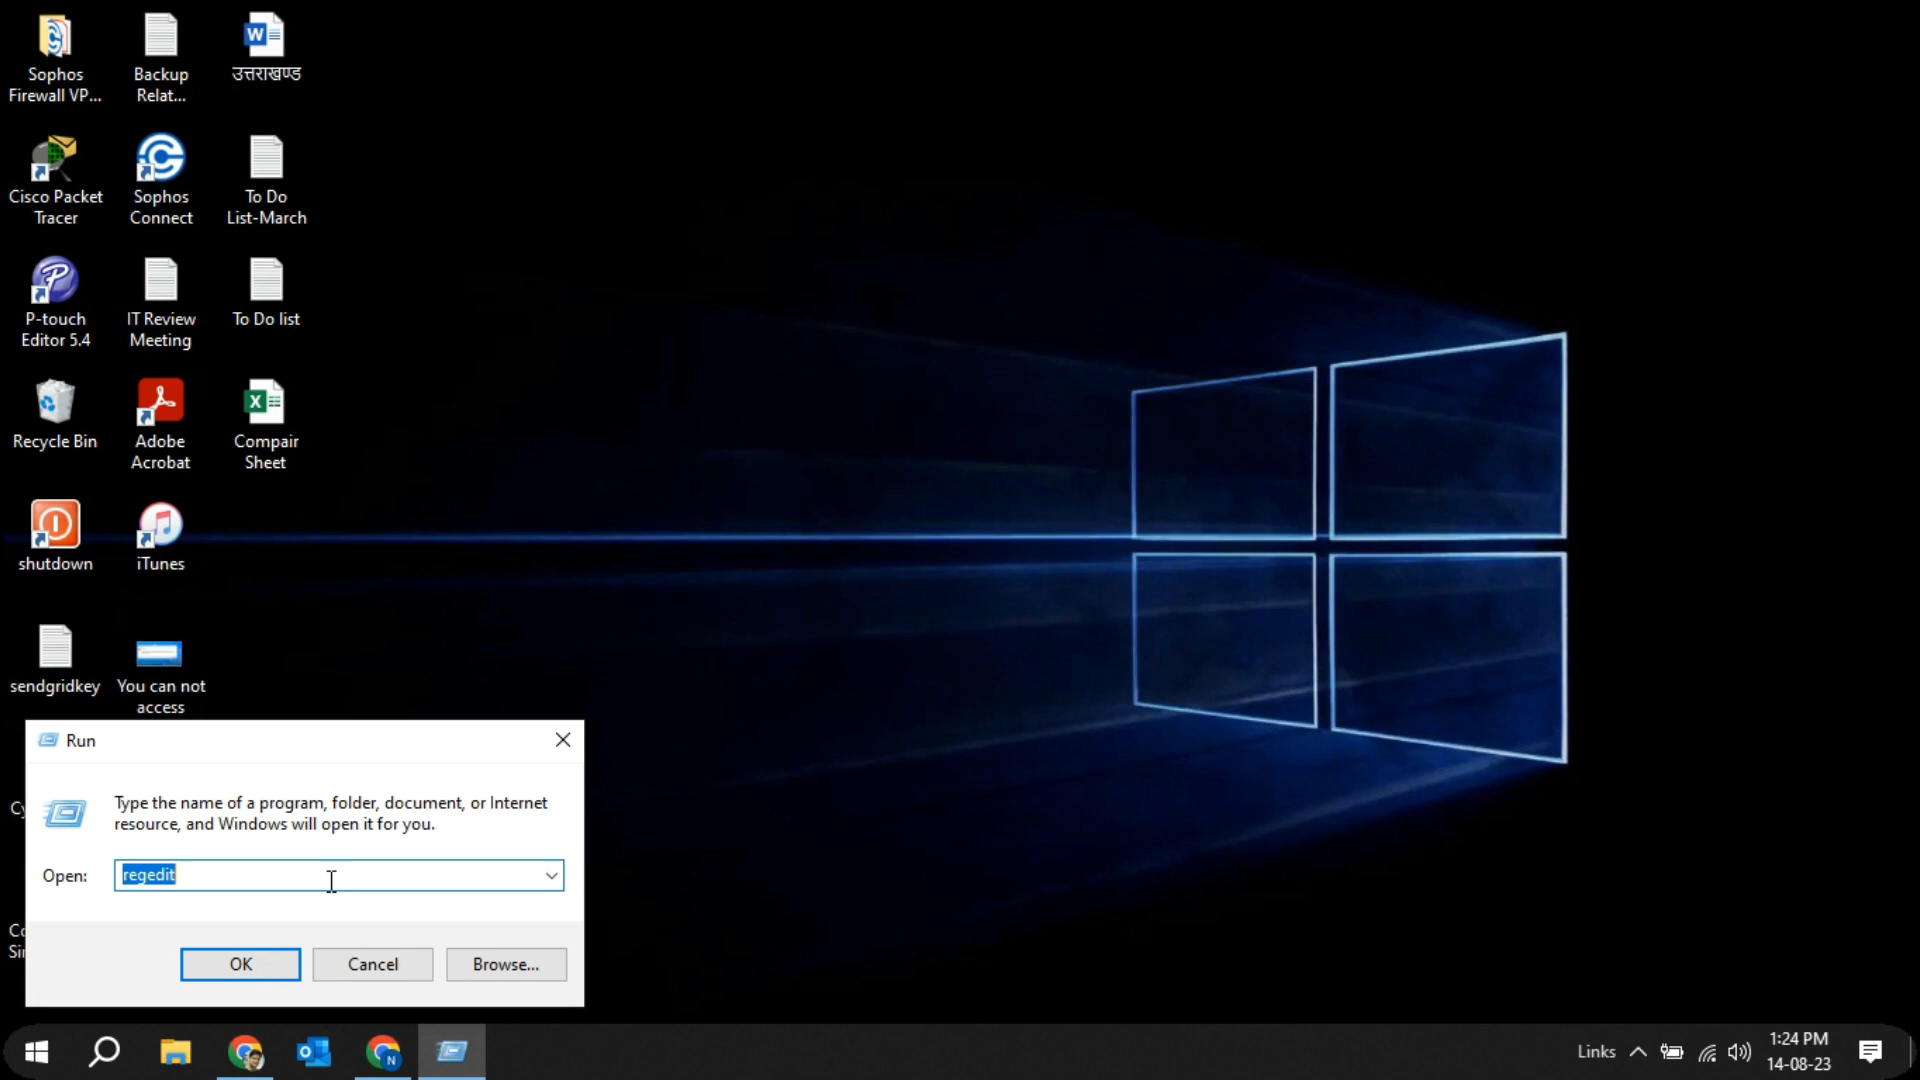 Sophos
Firewall VP...
Backup
Relat...
उत्तराखण्ड
Cisco Packet
Tracer
Sophos
Connect
To Do
List-March
P-touch
Editor 5.4
IT Review
Meeting
To Do list
Recycle Bin
Adobe
Acrobat
Compair
Sheet
shutdown
iTunes
sendgridkey
You can not
access
Run
Type the name of a program, folder, document, or Internet
resource, and Windows will open it for you.
Open:
regedit
OK
Cancel
Browse...
Links
1:24 PM
14-08-23